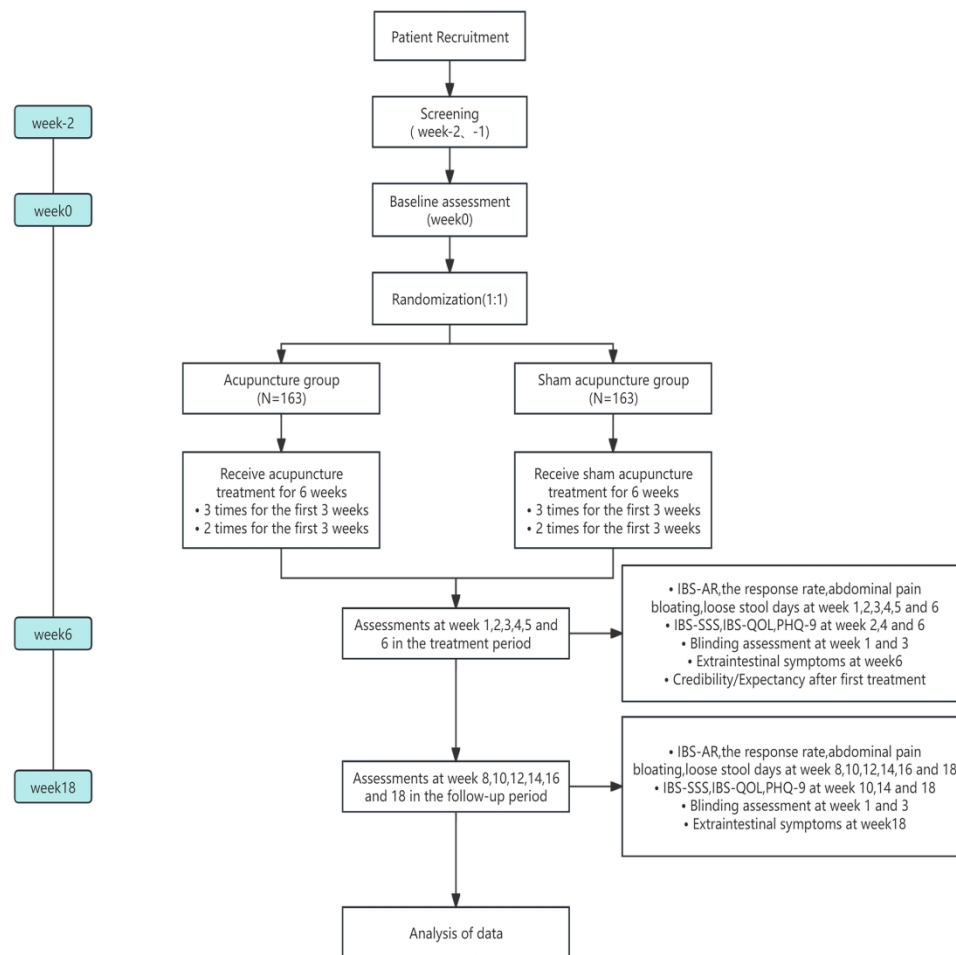 Patient Recruitment
week-2
Screening
( week-2、-1)
week0
Baseline assessment
(week0)
Randomization(1:1)
Acupuncture group
(N=163)
Sham acupuncture group
(N=163)
Receive acupuncture
treatment for 6 weeks
• 3 times for the first 3 weeks
• 2 times for the first 3 weeks
Receive sham acupuncture
treatment for 6 weeks
• 3 times for the first 3 weeks
• 2 times for the first 3 weeks
week6
Assessments at week 1,2,3,4,5 and
6 in the treatment period
• IBS-AR,the response rate,abdominal pain
bloating,loose stool days at week 1,2,3,4,5 and 6
• IBS-SSS,IBS-QOL,PHQ-9 at week 2,4 and 6
• Blinding assessment at week 1 and 3
• Extraintestinal symptoms at week6
• Credibility/Expectancy after first treatment
week18
Assessments at week 8,10,12,14,16
and 18 in the follow-up period
• IBS-AR,the response rate,abdominal pain
bloating,loose stool days at week 8,10,12,14,16 and 18
• IBS-SSS,IBS-QOL,PHQ-9 at week 10,14 and 18
• Blinding assessment at week 1 and 3
• Extraintestinal symptoms at week18
Analysis of data